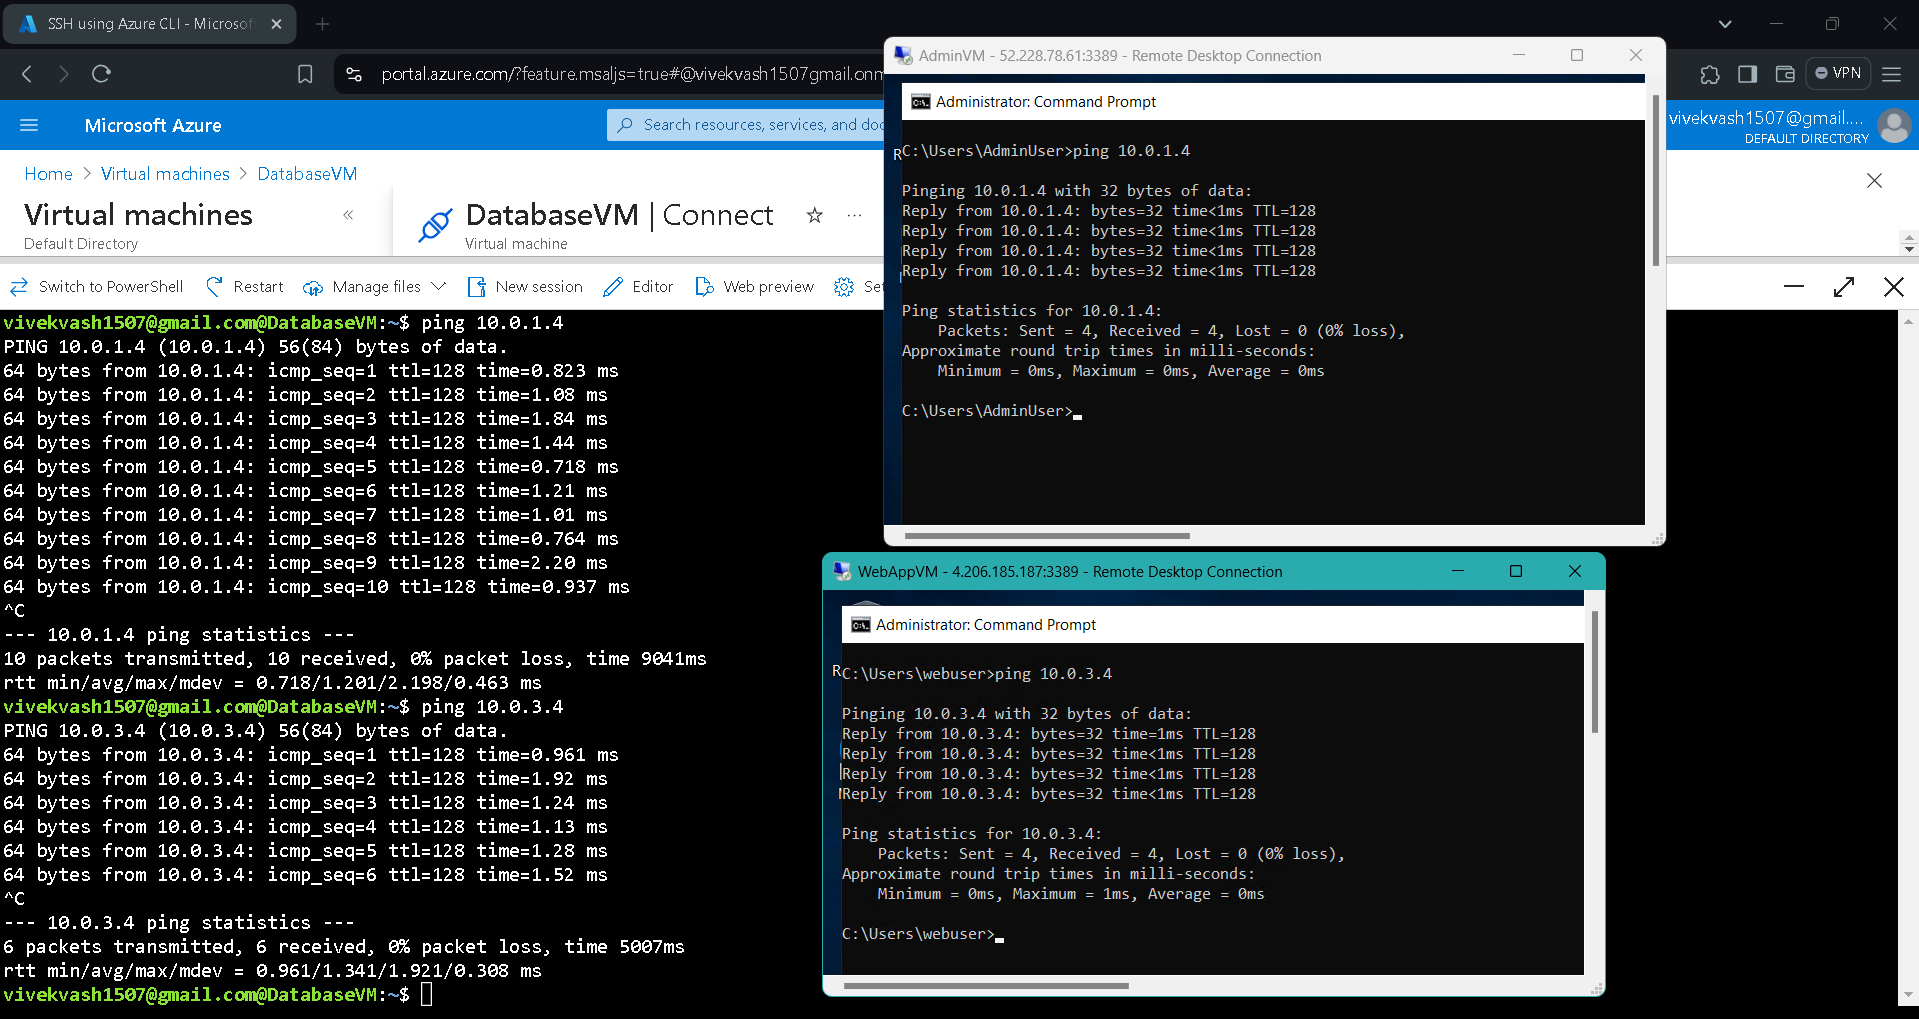 SSH using Azure CLI - Microsof
portal.azure.com/?feature.msaljs=true#@vivekvash1507gmail.onm
VPN
Microsoft Azure
Search resources, services, and doc
vivekvash1507@gmail....
DEFAULT DIRECTORY
Home > Virtual machines > DatabaseVM
Virtual machines
Default Directory
DatabaseVM | Connect
Virtual machine
Switch to PowerShell
Restart
Manage files
New session
Editor
Web preview
Set
vivekvash1507@gmail.com@DatabaseVM:~$ ping 10.0.1.4
PING 10.0.1.4 (10.0.1.4) 56(84) bytes of data.
64 bytes from 10.0.1.4: icmp_seq=1 ttl=128 time=0.823 ms
64 bytes from 10.0.1.4: icmp_seq=2 ttl=128 time=1.08 ms
64 bytes from 10.0.1.4: icmp_seq=3 ttl=128 time=1.84 ms
64 bytes from 10.0.1.4: icmp_seq=4 ttl=128 time=1.44 ms
64 bytes from 10.0.1.4: icmp_seq=5 ttl=128 time=0.718 ms
64 bytes from 10.0.1.4: icmp_seq=6 ttl=128 time=1.21 ms
64 bytes from 10.0.1.4: icmp_seq=7 ttl=128 time=1.01 ms
64 bytes from 10.0.1.4: icmp_seq=8 ttl=128 time=0.764 ms
64 bytes from 10.0.1.4: icmp_seq=9 ttl=128 time=2.20 ms
64 bytes from 10.0.1.4: icmp_seq=10 ttl=128 time=0.937 ms
^C
--- 10.0.1.4 ping statistics ---
10 packets transmitted, 10 received, 0% packet loss, time 9041ms
rtt min/avg/max/mdev = 0.718/1.201/2.198/0.463 ms
vivekvash1507@gmail.com@DatabaseVM:~$ ping 10.0.3.4
PING 10.0.3.4 (10.0.3.4) 56(84) bytes of data.
64 bytes from 10.0.3.4: icmp_seq=1 ttl=128 time=0.961 ms
64 bytes from 10.0.3.4: icmp_seq=2 ttl=128 time=1.92 ms
64 bytes from 10.0.3.4: icmp_seq=3 ttl=128 time=1.24 ms
64 bytes from 10.0.3.4: icmp_seq=4 ttl=128 time=1.13 ms
64 bytes from 10.0.3.4: icmp_seq=5 ttl=128 time=1.28 ms
64 bytes from 10.0.3.4: icmp_seq=6 ttl=128 time=1.52 ms
^C
--- 10.0.3.4 ping statistics ---
6 packets transmitted, 6 received, 0% packet loss, time 5007ms
rtt min/avg/max/mdev = 0.961/1.341/1.921/0.308 ms
vivekvash1507@gmail.com@DatabaseVM:~$
AdminVM - 52.228.78.61:3389 - Remote Desktop Connection
Administrator: Command Prompt
C:\Users\AdminUser>ping 10.0.1.4
Pinging 10.0.1.4 with 32 bytes of data:
Reply from 10.0.1.4: bytes=32 time<1ms TTL=128
Reply from 10.0.1.4: bytes=32 time<1ms TTL=128
Reply from 10.0.1.4: bytes=32 time<1ms TTL=128
Reply from 10.0.1.4: bytes=32 time<1ms TTL=128
Ping statistics for 10.0.1.4:
Packets: Sent = 4, Received = 4, Lost = 0 (0% loss),
Approximate round trip times in milli-seconds:
Minimum = 0ms, Maximum = 0ms, Average = 0ms
C:\Users\AdminUser>
WebAppVM - 4.206.185.187:3389 - Remote Desktop Connection
Administrator: Command Prompt
C:\Users\webuser>ping 10.0.3.4
Pinging 10.0.3.4 with 32 bytes of data:
Reply from 10.0.3.4: bytes=32 time=1ms TTL=128
Reply from 10.0.3.4: bytes=32 time<1ms TTL=128
Reply from 10.0.3.4: bytes=32 time<1ms TTL=128
Reply from 10.0.3.4: bytes=32 time<1ms TTL=128
Ping statistics for 10.0.3.4:
Packets: Sent = 4, Received = 4, Lost = 0 (0% loss),
Approximate round trip times in milli-seconds:
Minimum = 0ms, Maximum = 1ms, Average = 0ms
C:\Users\webuser>